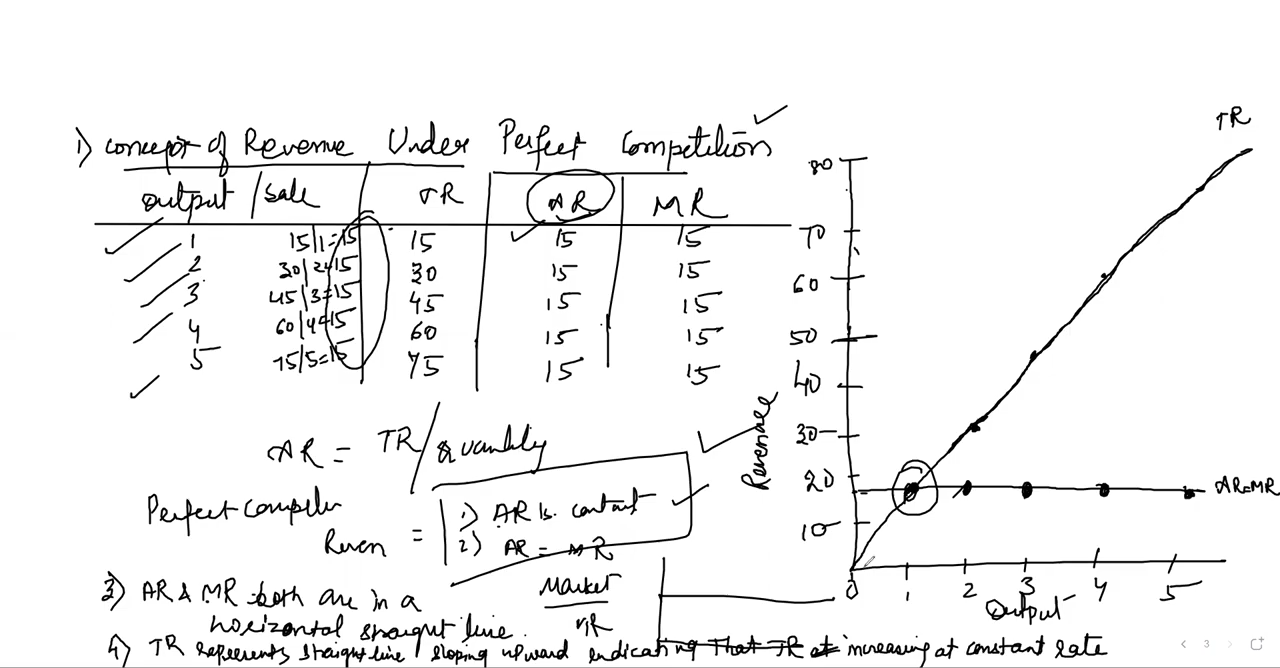 1) concept of Revenue Under Perfect Competition
output / Sale TR AR MR
1 15/1=15 15 15 15
2 30/2=15 30 15 15
3 45/3=15 45 15 15
4 60/4=15 60 15 15
5 75/5=15 75 15 15
AR = TR/quantity
Perfect
Reven = 1) AR is
2) AR = MR
3) AR & MR both are in a
horizontal straight line.
Market
TR
4) TR represents straight line sloping upward indicating that TR increasing at constant rate
TR
80
70
60
50
40
30
20
10
AR=MR
0 1 2 3 4 5
Output
Revenue
3